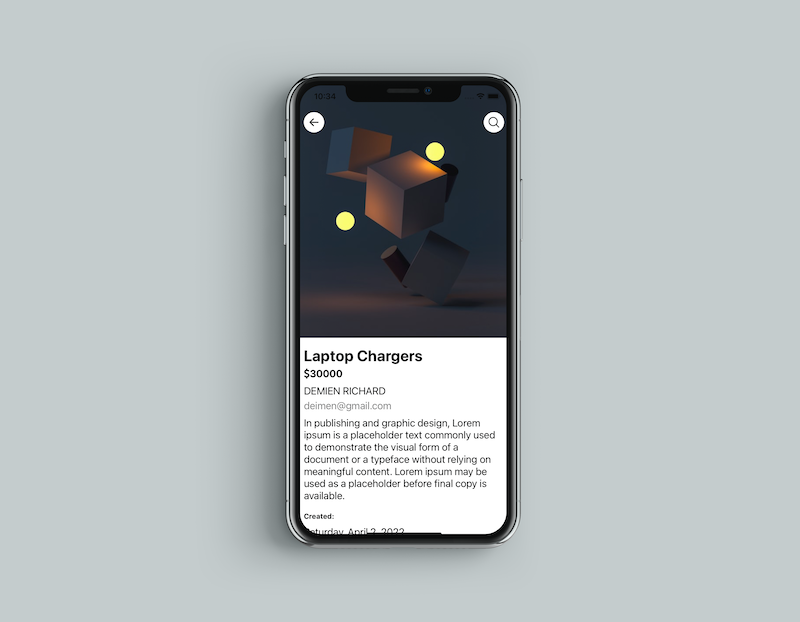 10:34
Laptop Chargers
$30000
DEMIEN RICHARD
deimen@gmail.com
In publishing and graphic design, Lorem
ipsum is a placeholder text commonly used
to demonstrate the visual form of a
document or a typeface without relying on
meaningful content. Lorem ipsum may be
used as a placeholder before final copy is
available.
Created:
Saturday, April 2, 2022